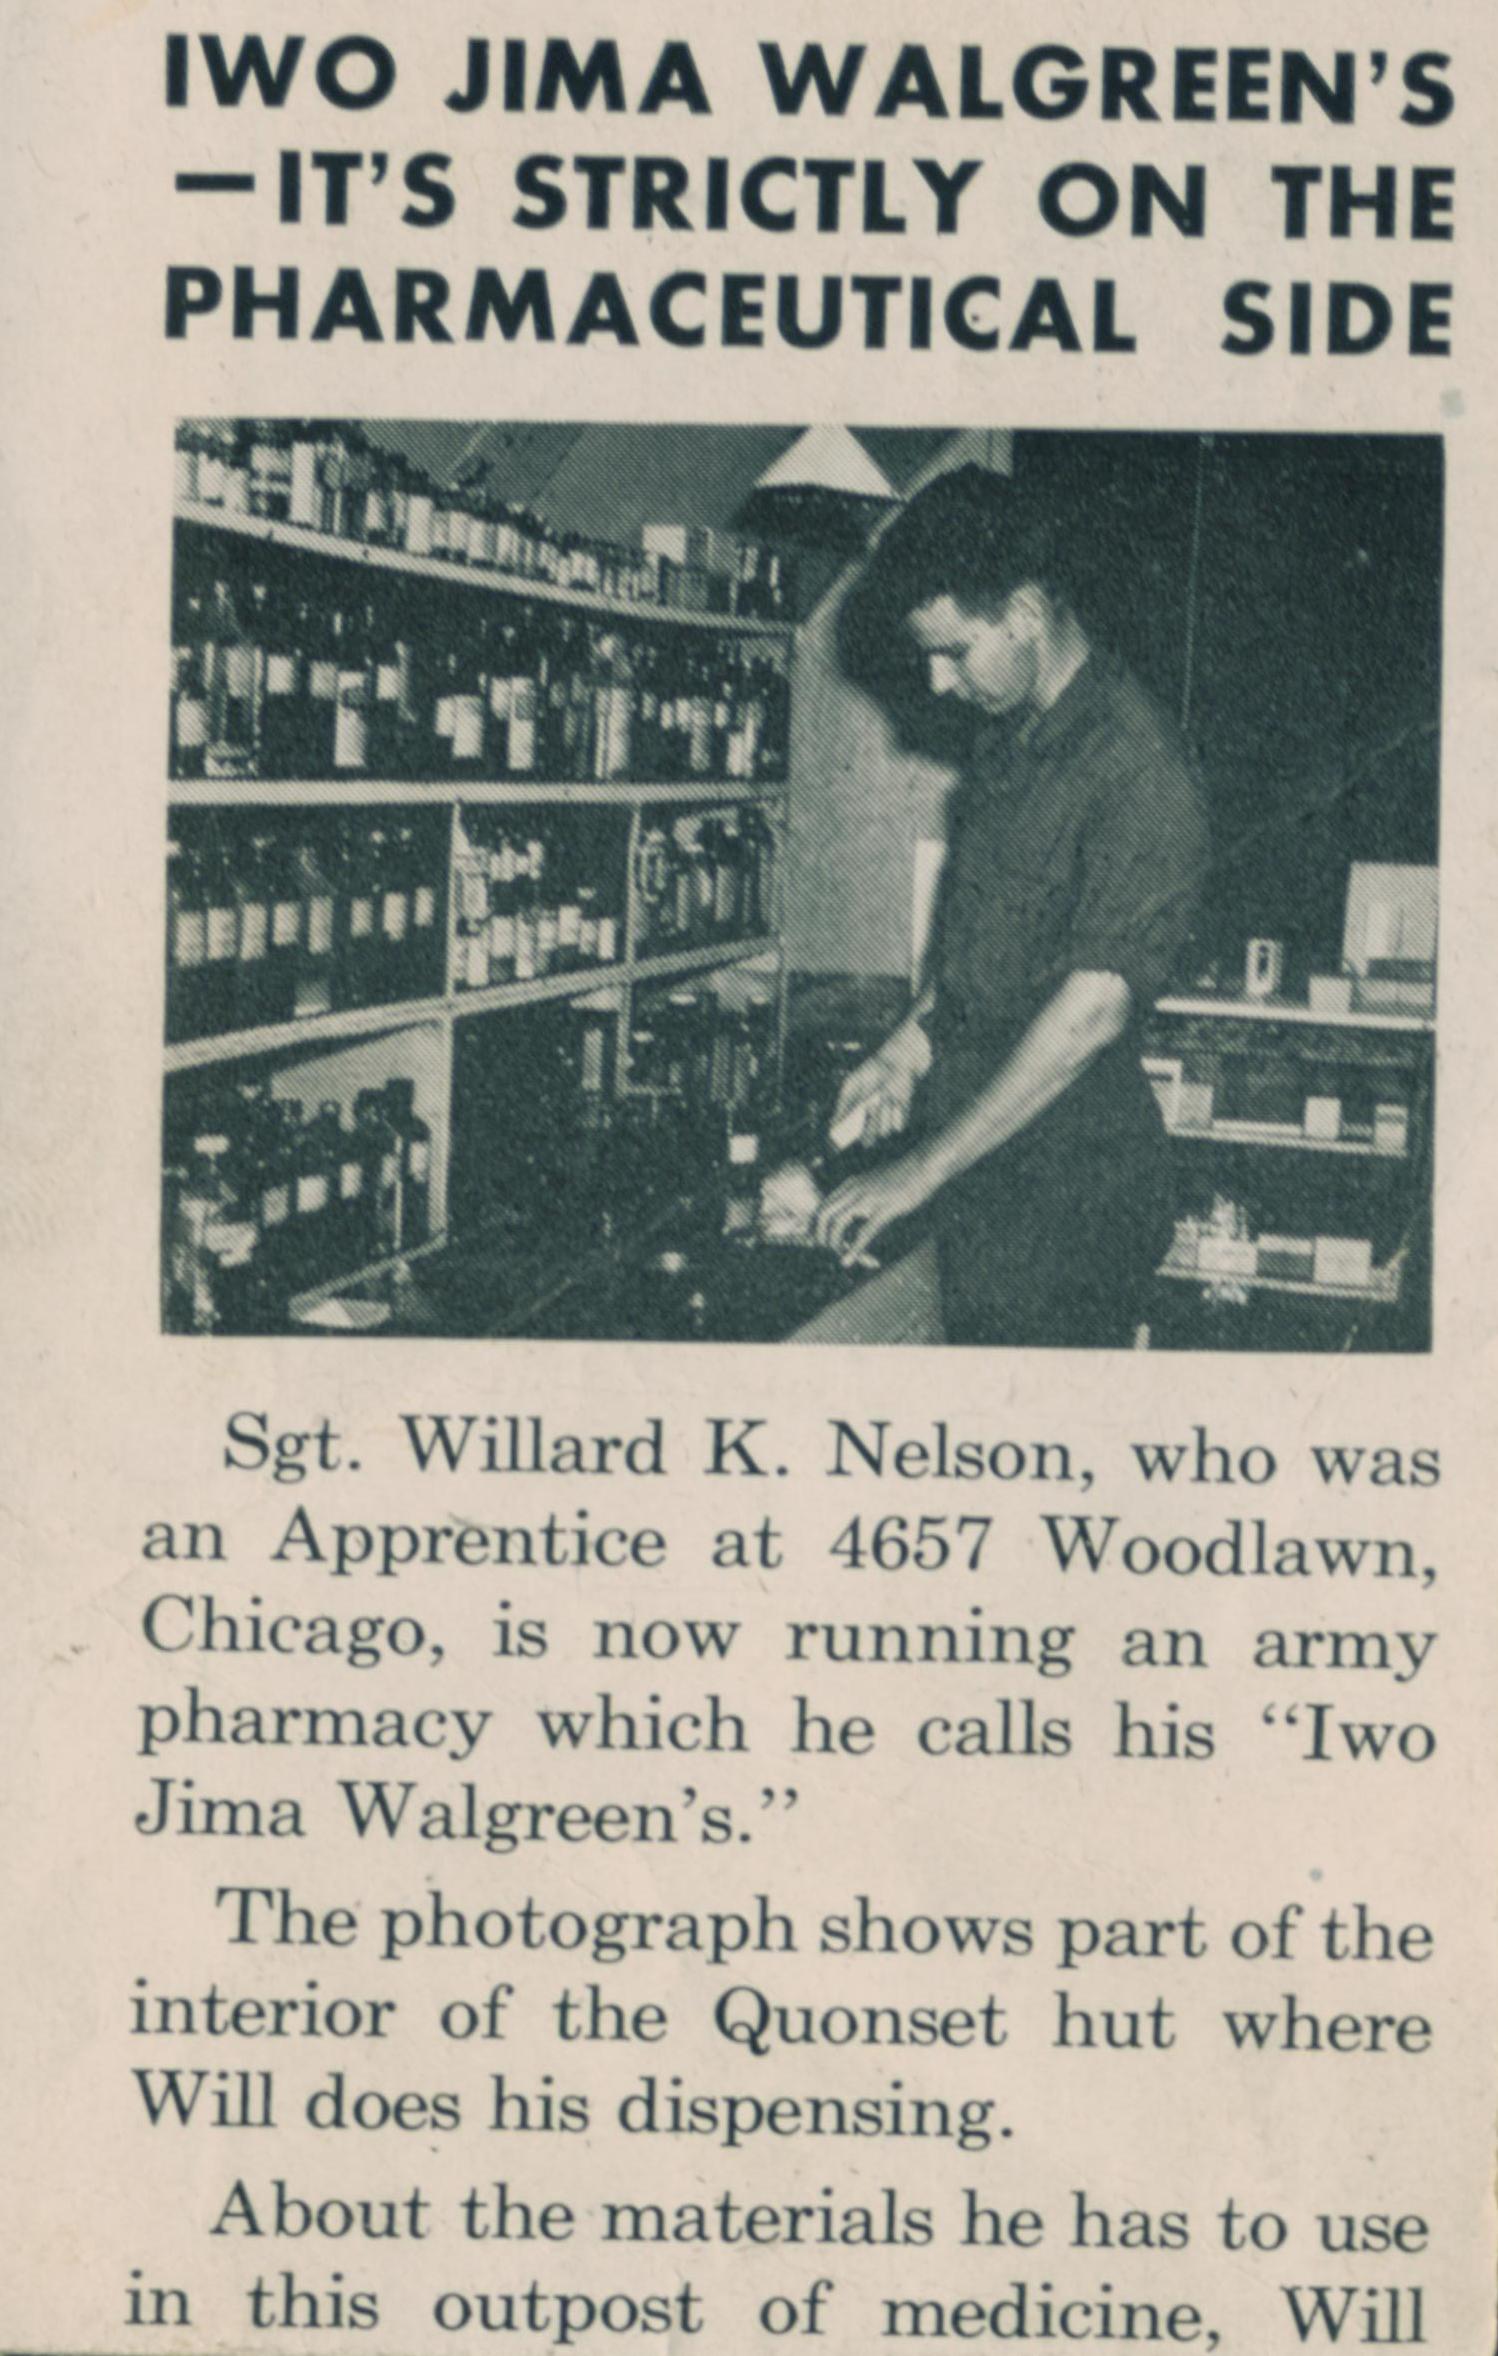 IWO JIMA WALGREEN'S
—IT'S STRICTLY ON THE
PHARMACEUTICAL SIDE
Sgt. Willard K. Nelson, who was
an Apprentice at 4657 Woodlawn,
Chicago, is now running an army
pharmacy which he calls his “Iwo
Jima Walgreen's.”
The photograph shows part of the
interior of the Quonset hut where
Will does his dispensing.
About the materials he has to use
in this outpost of medicine, Will